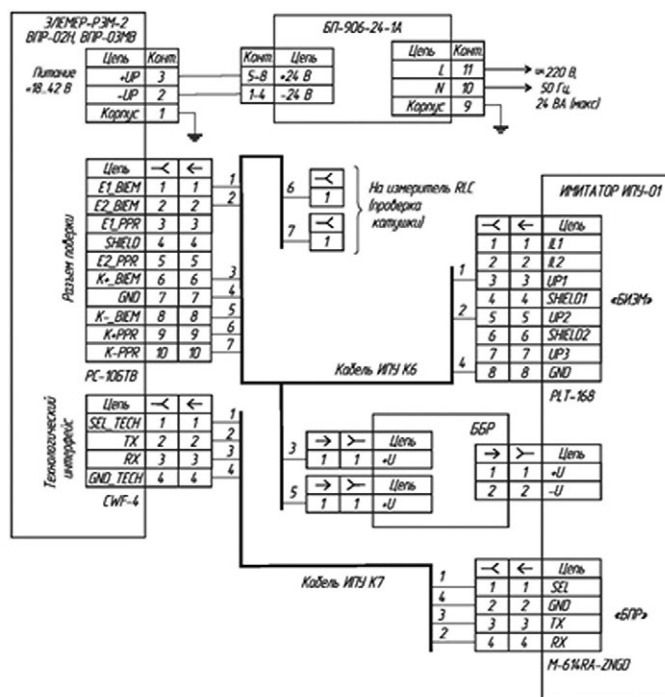 ЭЛЕМЕР-РЭМ-2
ВПР-02Н, ВПР-03МВ
Питание
+18..42 В
Цепь Конт.
+UP 3
-UP 2
Корпус 1
БП-906-24-1А
Конт. Цепь
5-8 +24 В
1-4 -24 В
Цепь Конт.
L 11
N 10
Корпус 9
~220 В,
50 Гц,
24 ВА (макс)
Разъем поверки
Цепь
E1_BIEM 1 1 1
E2_BIEM 2 2 2
E1_PPR 3 3
SHIELD 4 4
E2_PPR 5 5
K+_BIEM 6 6 3
GND 7 7 4
K-_BIEM 8 8 5
K+PPR 9 9 6
K-PPR 10 10 7
РС-10БТВ
6 1
7 1
На измеритель RLC
(проверка
катушки)
ИМИТАТОР ИПУ-01
Цепь
1 1 IL1
2 2 IL2
1 3 3 UP1
4 4 SHIELD1
2 5 5 UP2
6 6 SHIELD2
7 7 UP3
4 8 8 GND
«БИЭМ»
PLT-168
Кабель ИПУ К6
Технологический
интерфейс
Цепь
SEL_TECH 1 1 1
TX 2 2 2
RX 3 3 3
GND_TECH 4 4 4
CWF-4
ББР
Цепь
3 1 1 +U
Цепь
5 1 1 +U
Цепь
1 1 +U
2 2 -U
Кабель ИПУ К7
Цепь
1 1 1 SEL
4 2 2 GND
3 3 3 TX
2 4 4 RX
«БПР»
M-614RA-ZNGD